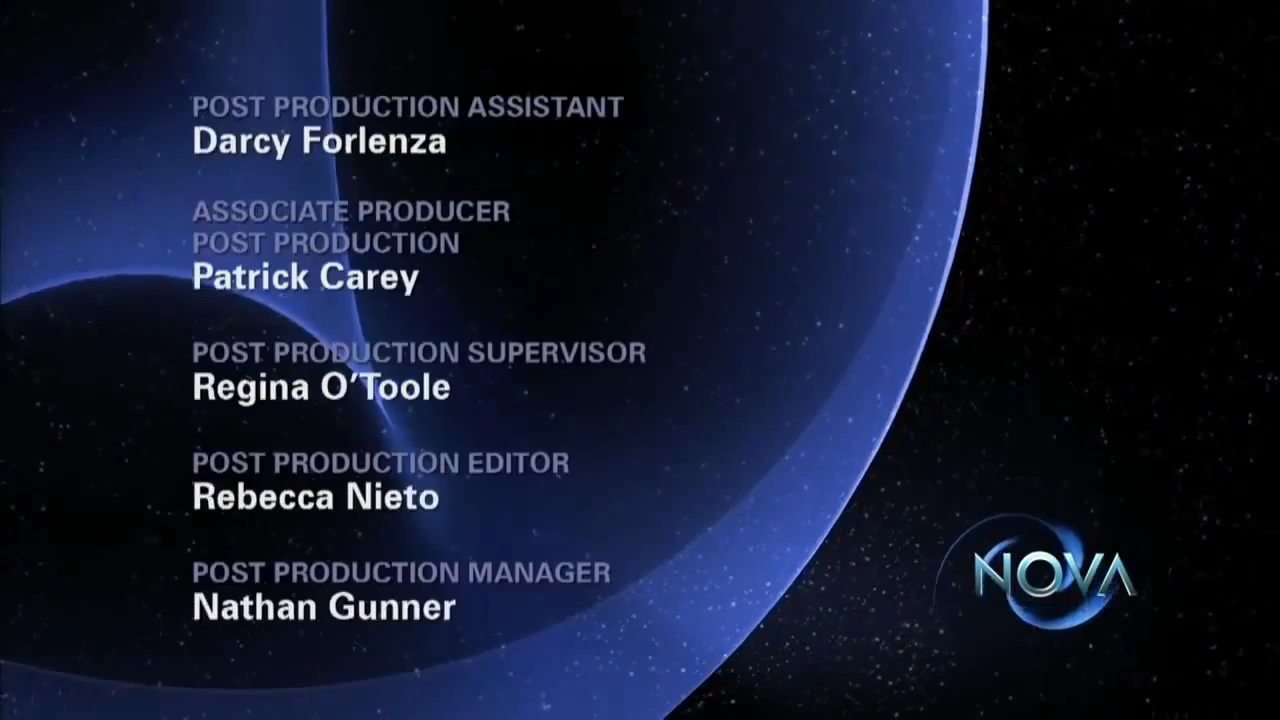 POST PRODUCTION ASSISTANT
Darcy Forlenza
ASSOCIATE PRODUCER
POST PRODUCTION
Patrick Carey
POST PRODUCTION SUPERVISOR
Regina O'Toole
POST PRODUCTION EDITOR
Rebecca Nieto
POST PRODUCTION MANAGER
Nathan Gunner
NOVA